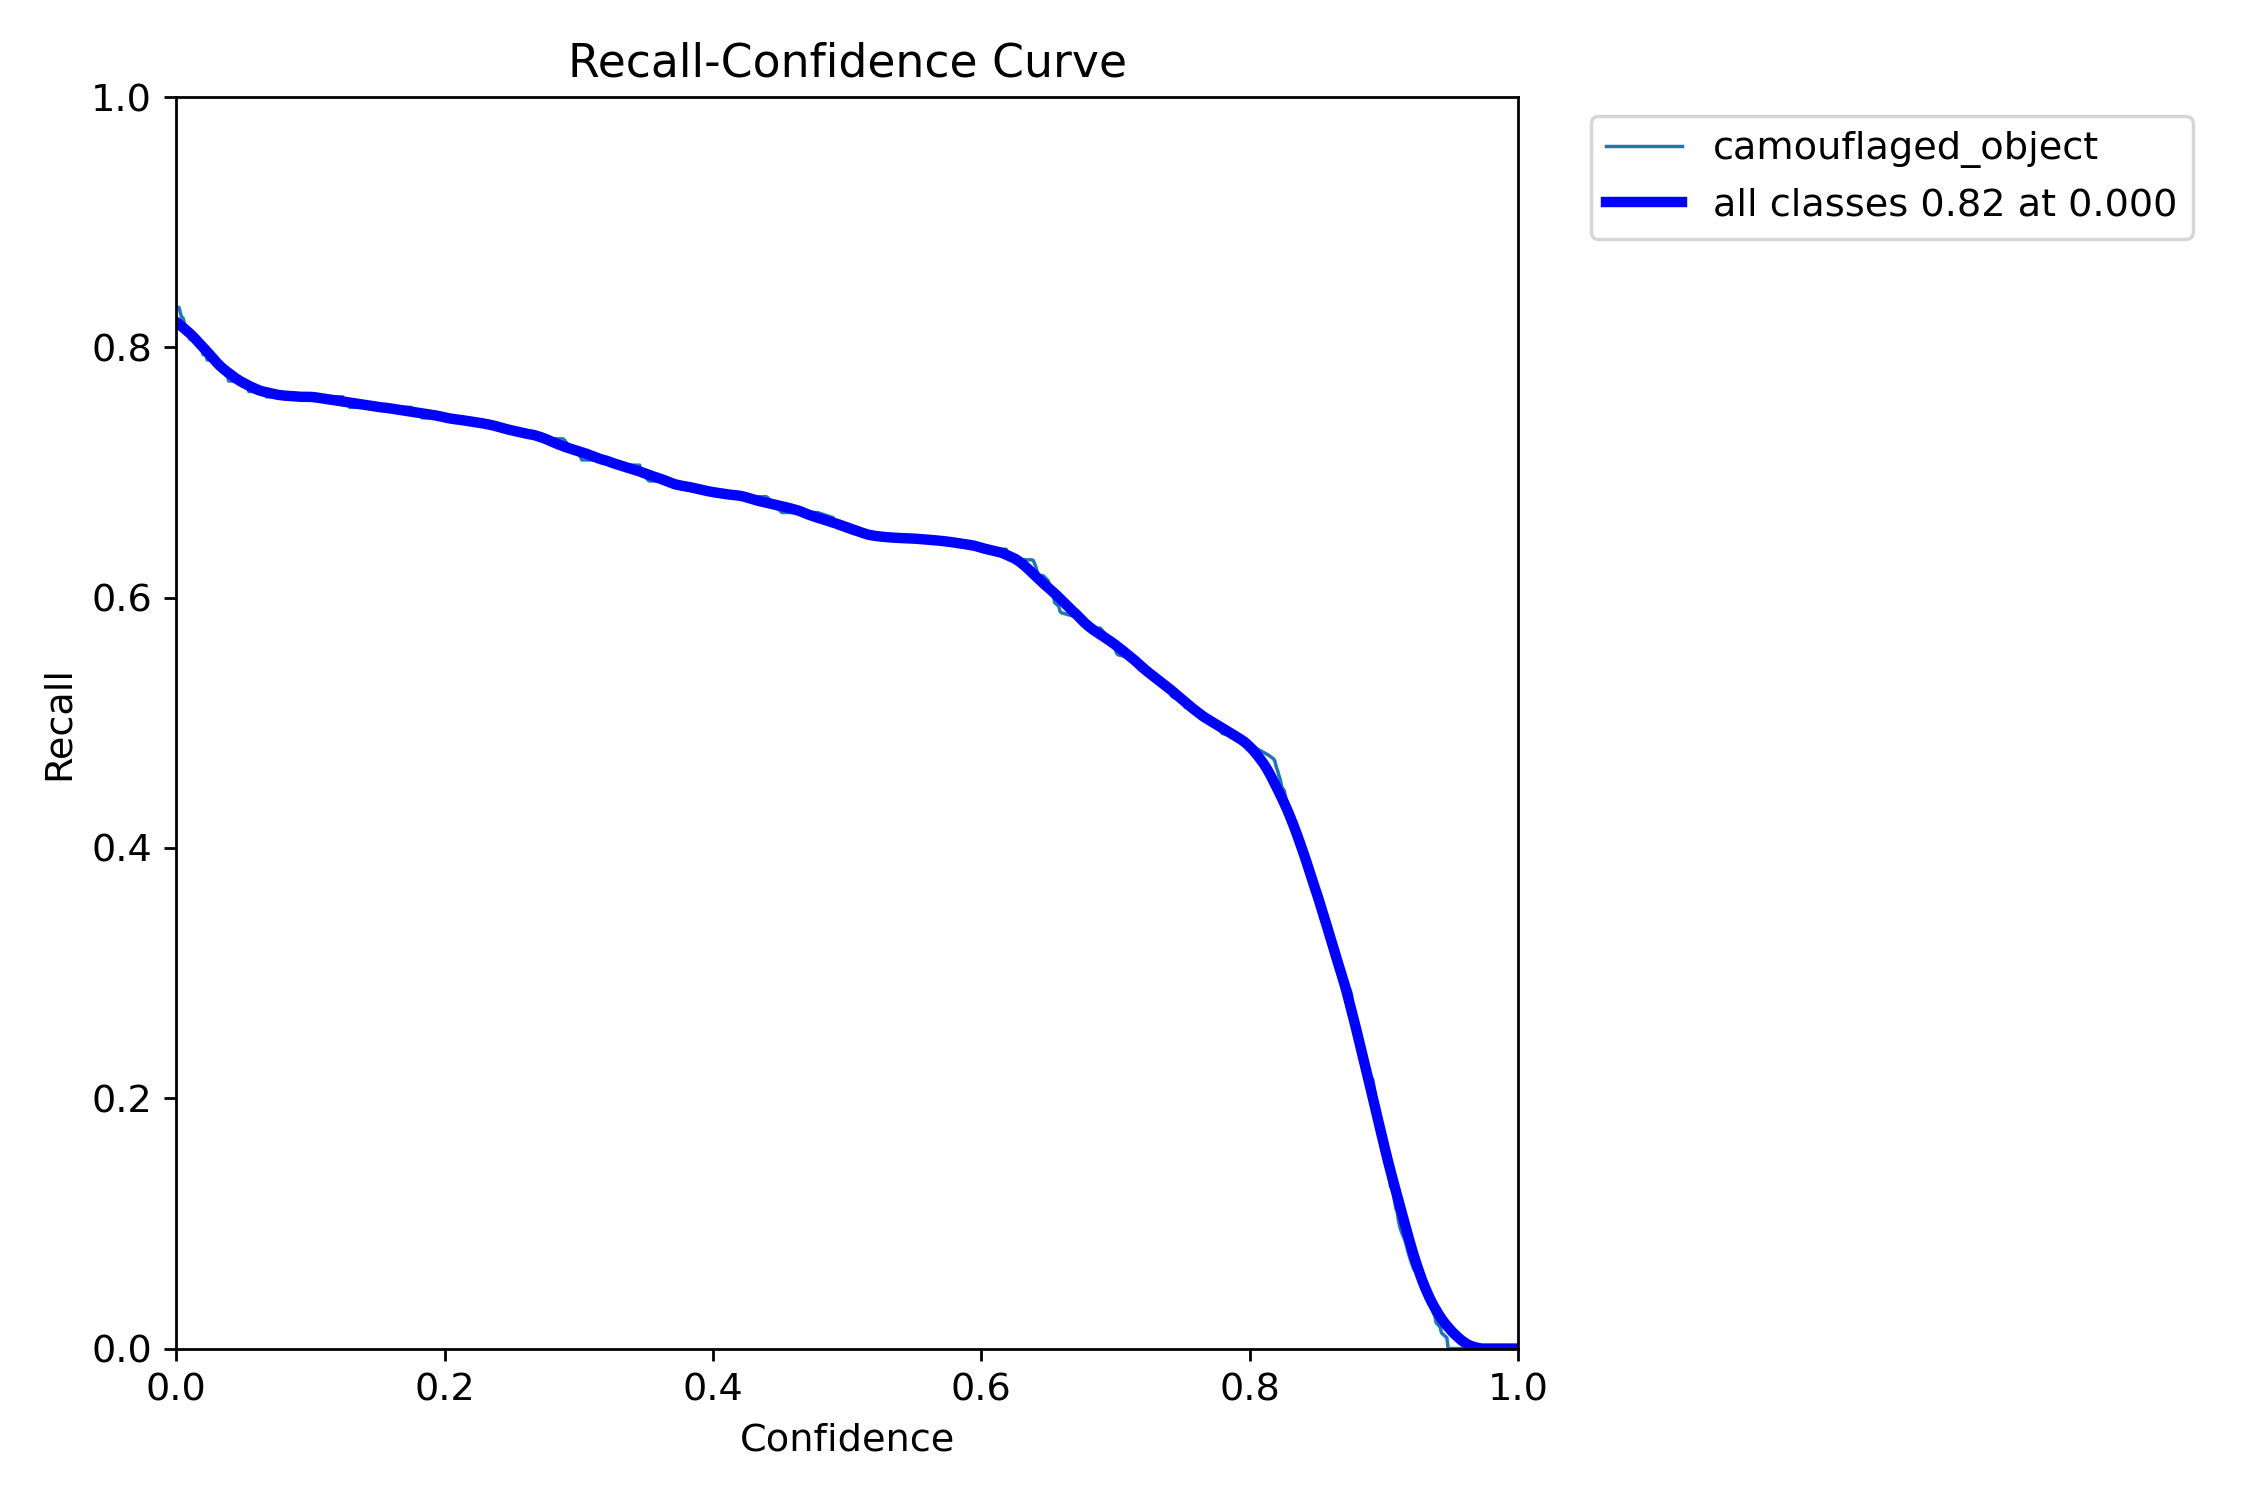 Recall-Confidence Curve
1.0
0.8
0.6
0.4
0.2
0.0
Recall
0.0 0.2 0.4 0.6 0.8 1.0
Confidence
camouflaged_object
all classes 0.82 at 0.000